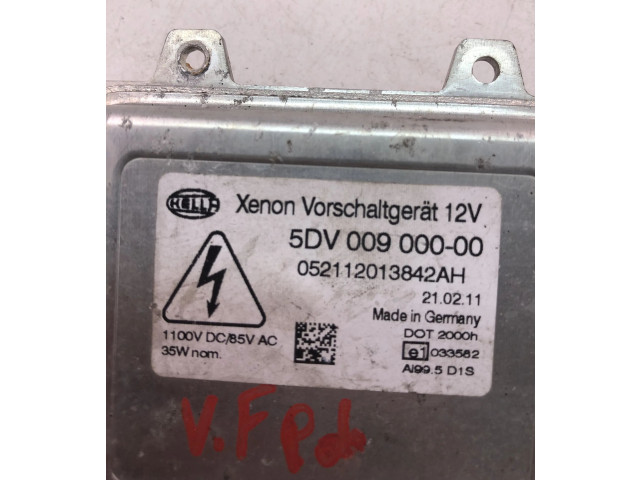 HELLA
Xenon Vorschaltgerät 12V
5DV 009 000-00
052112013842AH
21.02.11
Made in Germany
1100V DC/85V AC
DOT 2000h
35W nom.
e1 033582
Al99.5 D1S
V.F